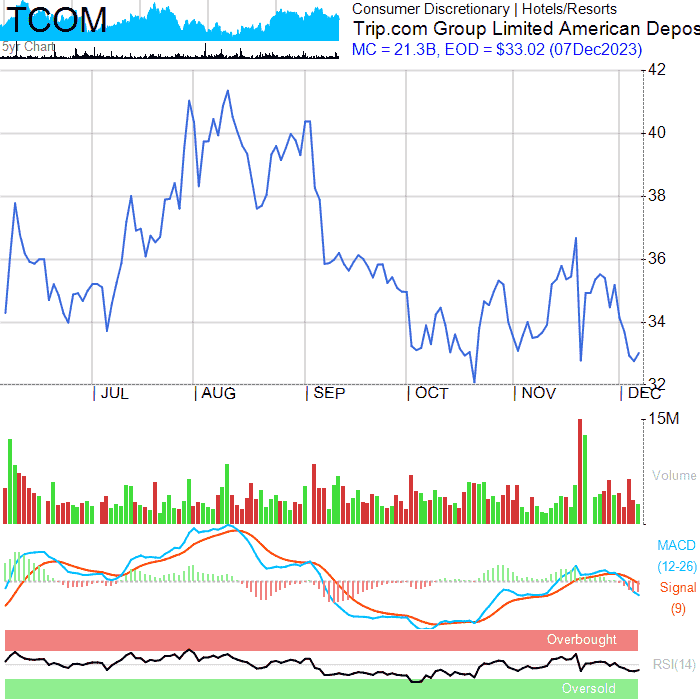 TCOM
5yr Chart
Consumer Discretionary | Hotels/Resorts
Trip.com Group Limited American Depos
MC = 21.3B, EOD = $33.02 (07Dec2023)
42
40
38
36
34
32
JUL AUG SEP OCT NOV DEC
15M
Volume
MACD
(12-26)
Signal
(9)
Overbought
RSI(14)
Oversold